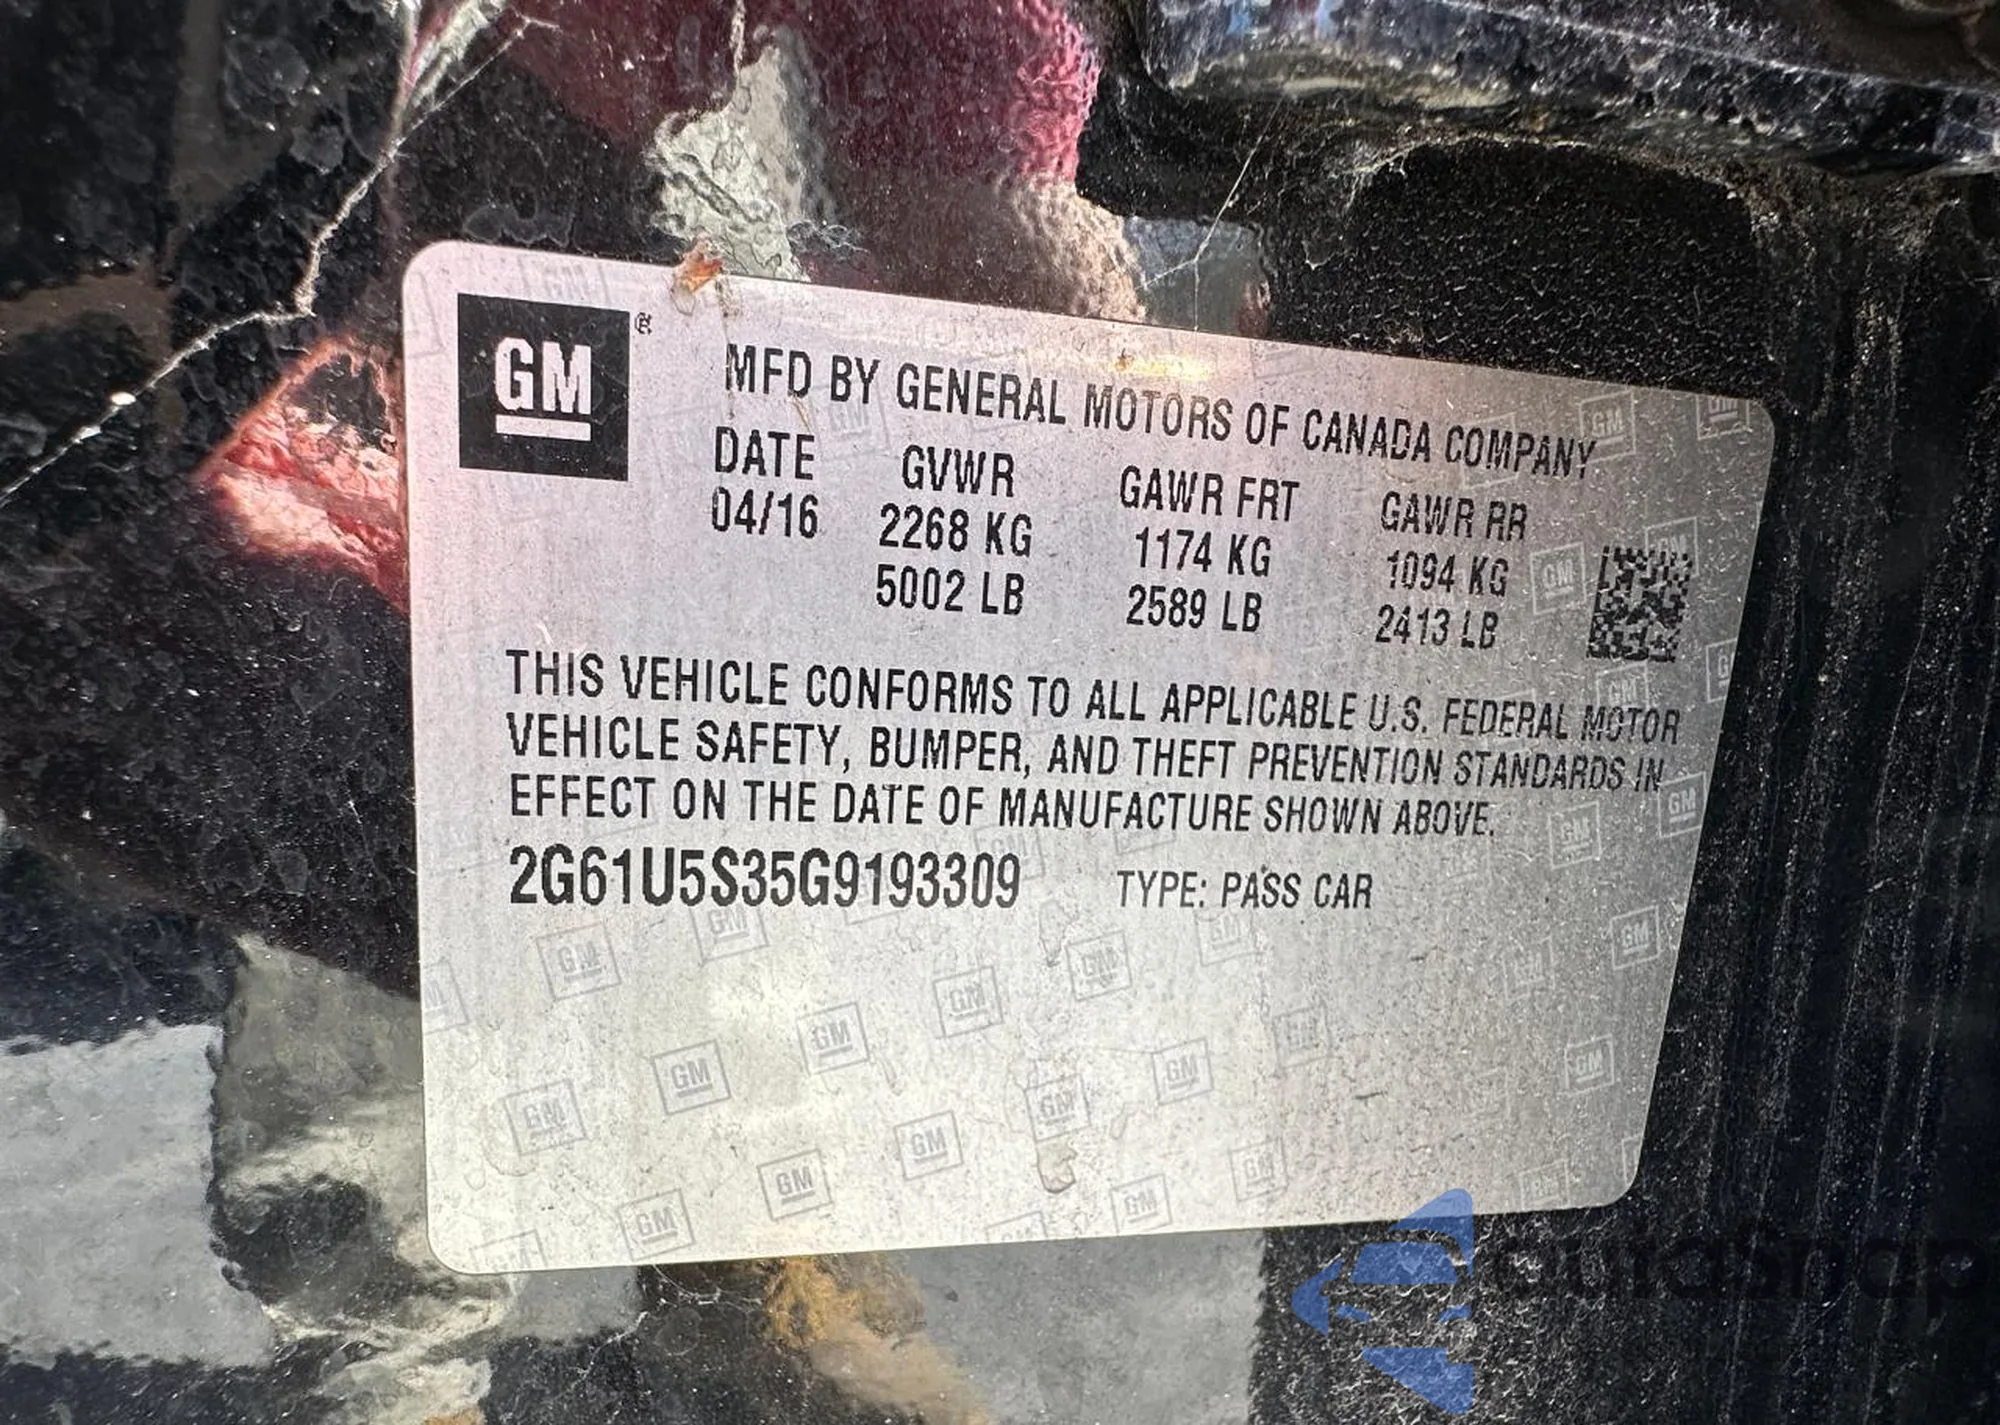 GM ®
MFD BY GENERAL MOTORS OF CANADA COMPANY
DATE GVWR GAWR FRT GAWR RR
04/16 2268 KG 1174 KG 1094 KG
5002 LB 2589 LB 2413 LB
THIS VEHICLE CONFORMS TO ALL APPLICABLE U.S. FEDERAL MOTOR
VEHICLE SAFETY, BUMPER, AND THEFT PREVENTION STANDARDS IN
EFFECT ON THE DATE OF MANUFACTURE SHOWN ABOVE.
2G61U5S35G9193309 TYPE: PASS CAR